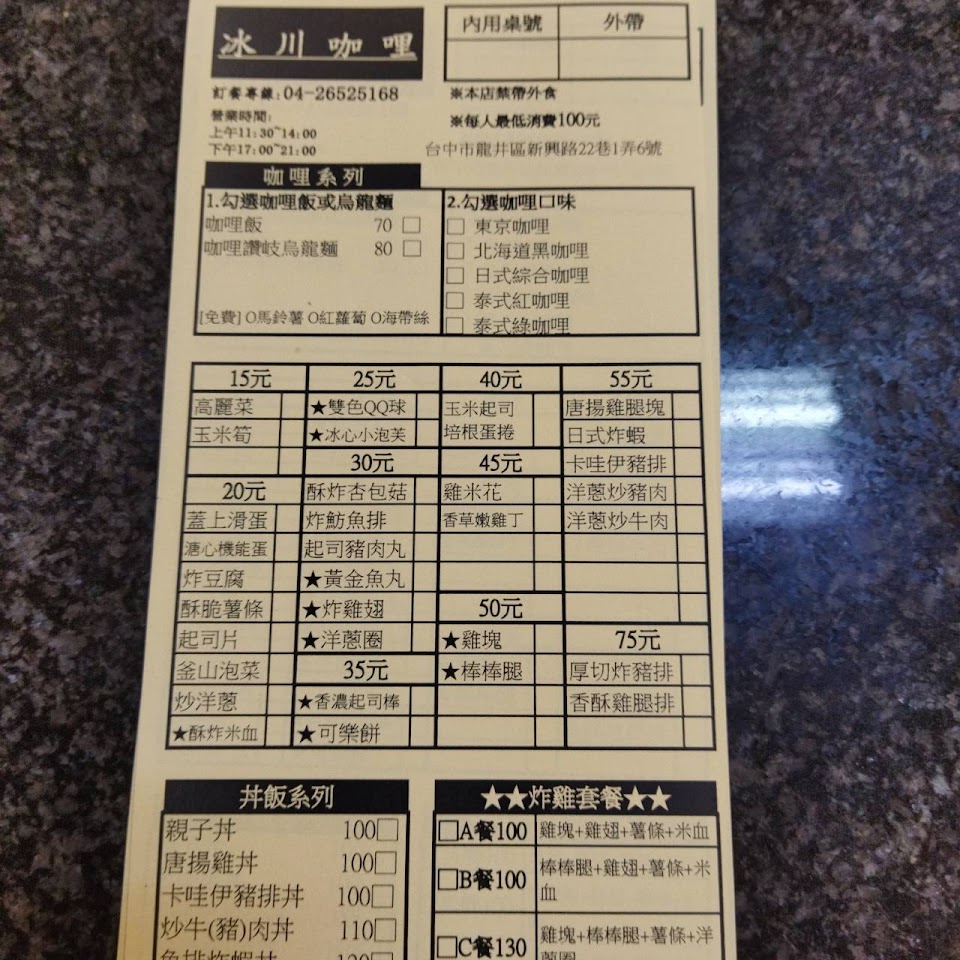 冰川咖哩
內用桌號 外帶
訂餐專線:04-26525168
※本店禁帶外食
營業時間:
上午11:30~14:00
※每人最低消費100元
下午17:00~21:00
台中市龍井區新興路22巷1弄6號
咖哩系列
1.勾選咖哩飯或烏龍麵
咖哩飯 70 □
咖哩讚岐烏龍麵 80 □
[免費] O馬鈴薯 O紅蘿蔔 O海帶絲
2.勾選咖哩口味
□ 東京咖哩
□ 北海道黑咖哩
□ 日式綜合咖哩
□ 泰式紅咖哩
□ 泰式綠咖哩
15元
高麗菜
玉米筍
20元
蓋上滑蛋
溏心機能蛋
炸豆腐
酥脆薯條
起司片
釜山泡菜
炒洋蔥
★酥炸米血
25元
★雙色QQ球
★冰心小泡芙
30元
酥炸杏包菇
炸魴魚排
起司豬肉丸
★黃金魚丸
★炸雞翅
★洋蔥圈
35元
★香濃起司棒
★可樂餅
40元
玉米起司
培根蛋捲
45元
雞米花
香草嫩雞丁
50元
★雞塊
★棒棒腿
55元
唐揚雞腿塊
日式炸蝦
卡哇伊豬排
洋蔥炒豬肉
洋蔥炒牛肉
75元
厚切炸豬排
香酥雞腿排
丼飯系列
親子丼 100□
唐揚雞丼 100□
卡哇伊豬排丼 100□
炒牛(豬)肉丼 110□
魚排炸蝦丼 120□
★★炸雞套餐★★
□A餐100 雞塊+雞翅+薯條+米血
□B餐100 棒棒腿+雞翅+薯條+米
血
□C餐130 雞塊+棒棒腿+薯條+洋
蔥圈